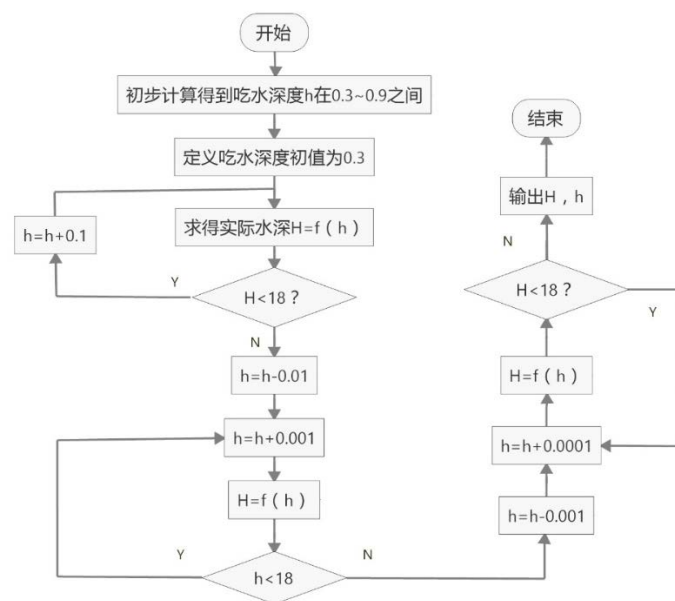 开始
初步计算得到吃水深度h在0.3~0.9之间
定义吃水深度初值为0.3
求得实际水深H=f（h）
h=h+0.1
Y
H<18？
N
h=h-0.01
h=h+0.001
H=f（h）
Y
h<18
N
结束
输出H，h
N
H<18？
Y
H=f（h）
h=h+0.0001
h=h-0.001